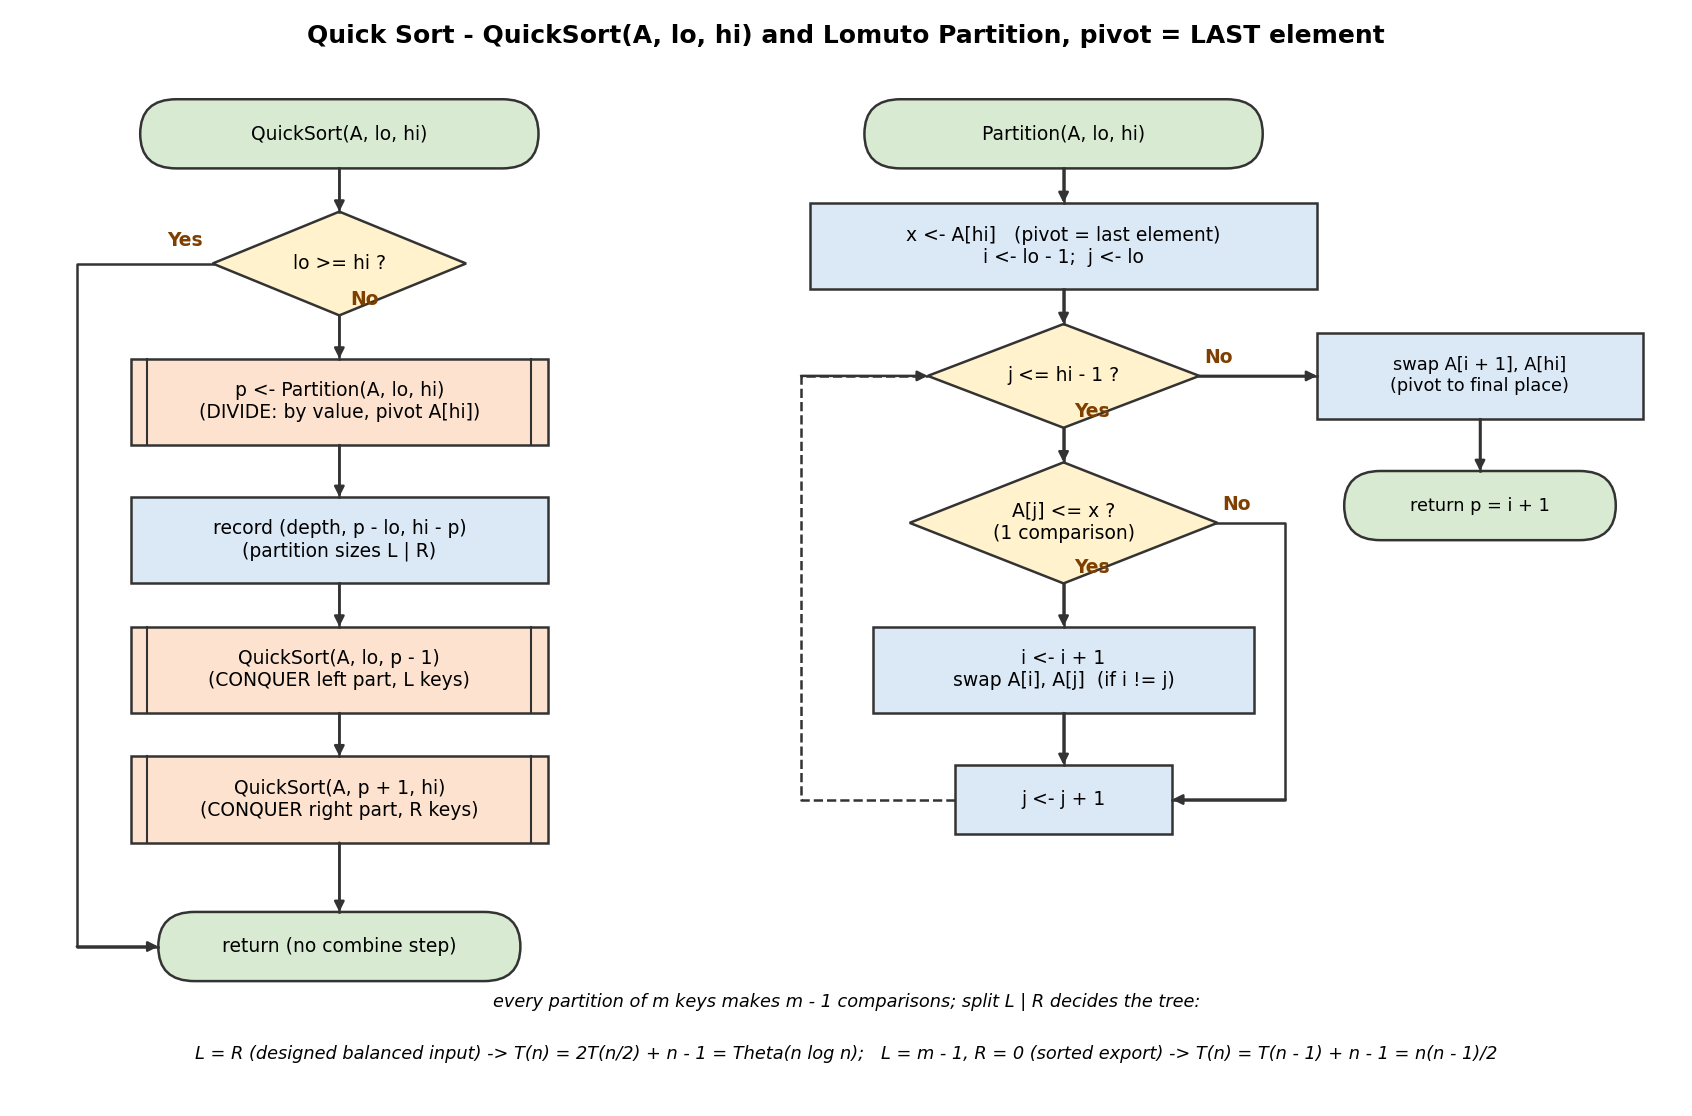 Quick Sort - QuickSort(A, lo, hi) and Lomuto Partition, pivot = LAST element
QuickSort(A, lo, hi)
Yes
lo >= hi ?
No
p <- Partition(A, lo, hi)
(DIVIDE: by value, pivot A[hi])
record (depth, p - lo, hi - p)
(partition sizes L | R)
QuickSort(A, lo, p - 1)
(CONQUER left part, L keys)
QuickSort(A, p + 1, hi)
(CONQUER right part, R keys)
return (no combine step)
Partition(A, lo, hi)
x <- A[hi]   (pivot = last element)
i <- lo - 1;  j <- lo
j <= hi - 1 ?
No
Yes
swap A[i + 1], A[hi]
(pivot to final place)
return p = i + 1
A[j] <= x ?
(1 comparison)
No
Yes
i <- i + 1
swap A[i], A[j]  (if i != j)
j <- j + 1
every partition of m keys makes m - 1 comparisons; split L | R decides the tree:
L = R (designed balanced input) -> T(n) = 2T(n/2) + n - 1 = Theta(n log n);   L = m - 1, R = 0 (sorted export) -> T(n) = T(n - 1) + n - 1 = n(n - 1)/2